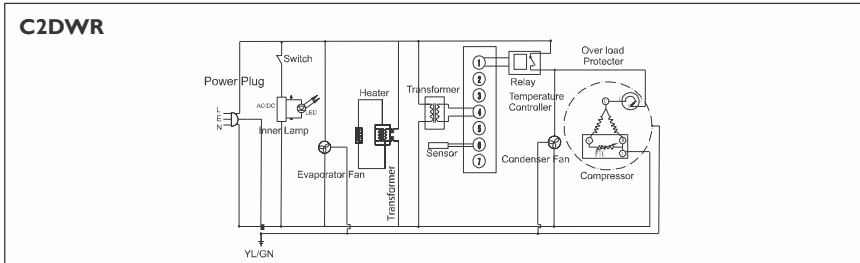 C2DWR
Switch
Power Plug
L
E
N
AC/DC
LED
Inner Lamp
Evaporator Fan
Heater
Transformer
Transformer
Sensor
1
2
3
4
5
6
7
Relay
Temperature
Controller
Condenser Fan
Over load
Protecter
Compressor
YL/GN